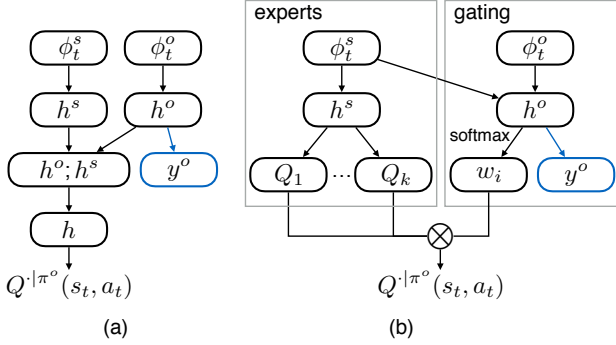 experts gating
ϕ_t^s ϕ_t^o ϕ_t^s ϕ_t^o
h^s h^o h^s h^o
softmax
h^o; h^s y^o Q_1 ... Q_k w_i y^o
h
⊗
Q^{·|π^o}(s_t, a_t) Q^{·|π^o}(s_t, a_t)
(a) (b)